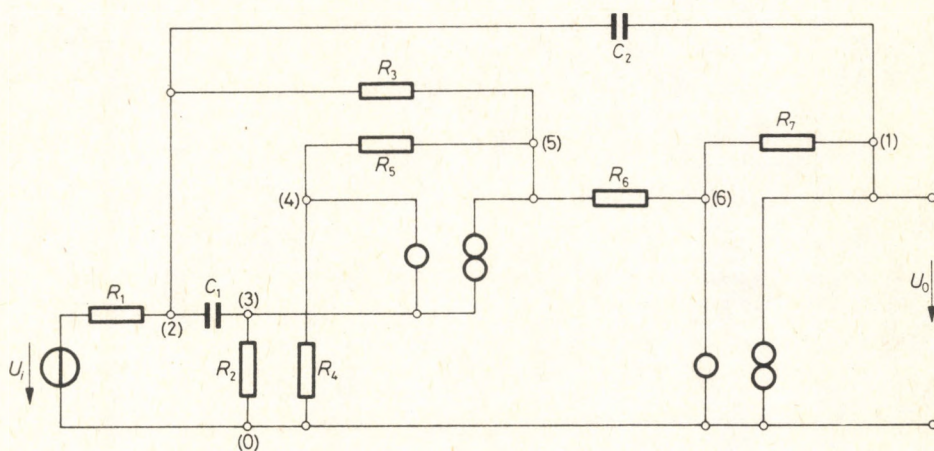 C₂
R₃
R₇
(1)
R₅
(5)
R₆
(4)
(6)
R₁
C₁
(3)
(2)
U₀
Uᵢ
R₂
R₄
(0)